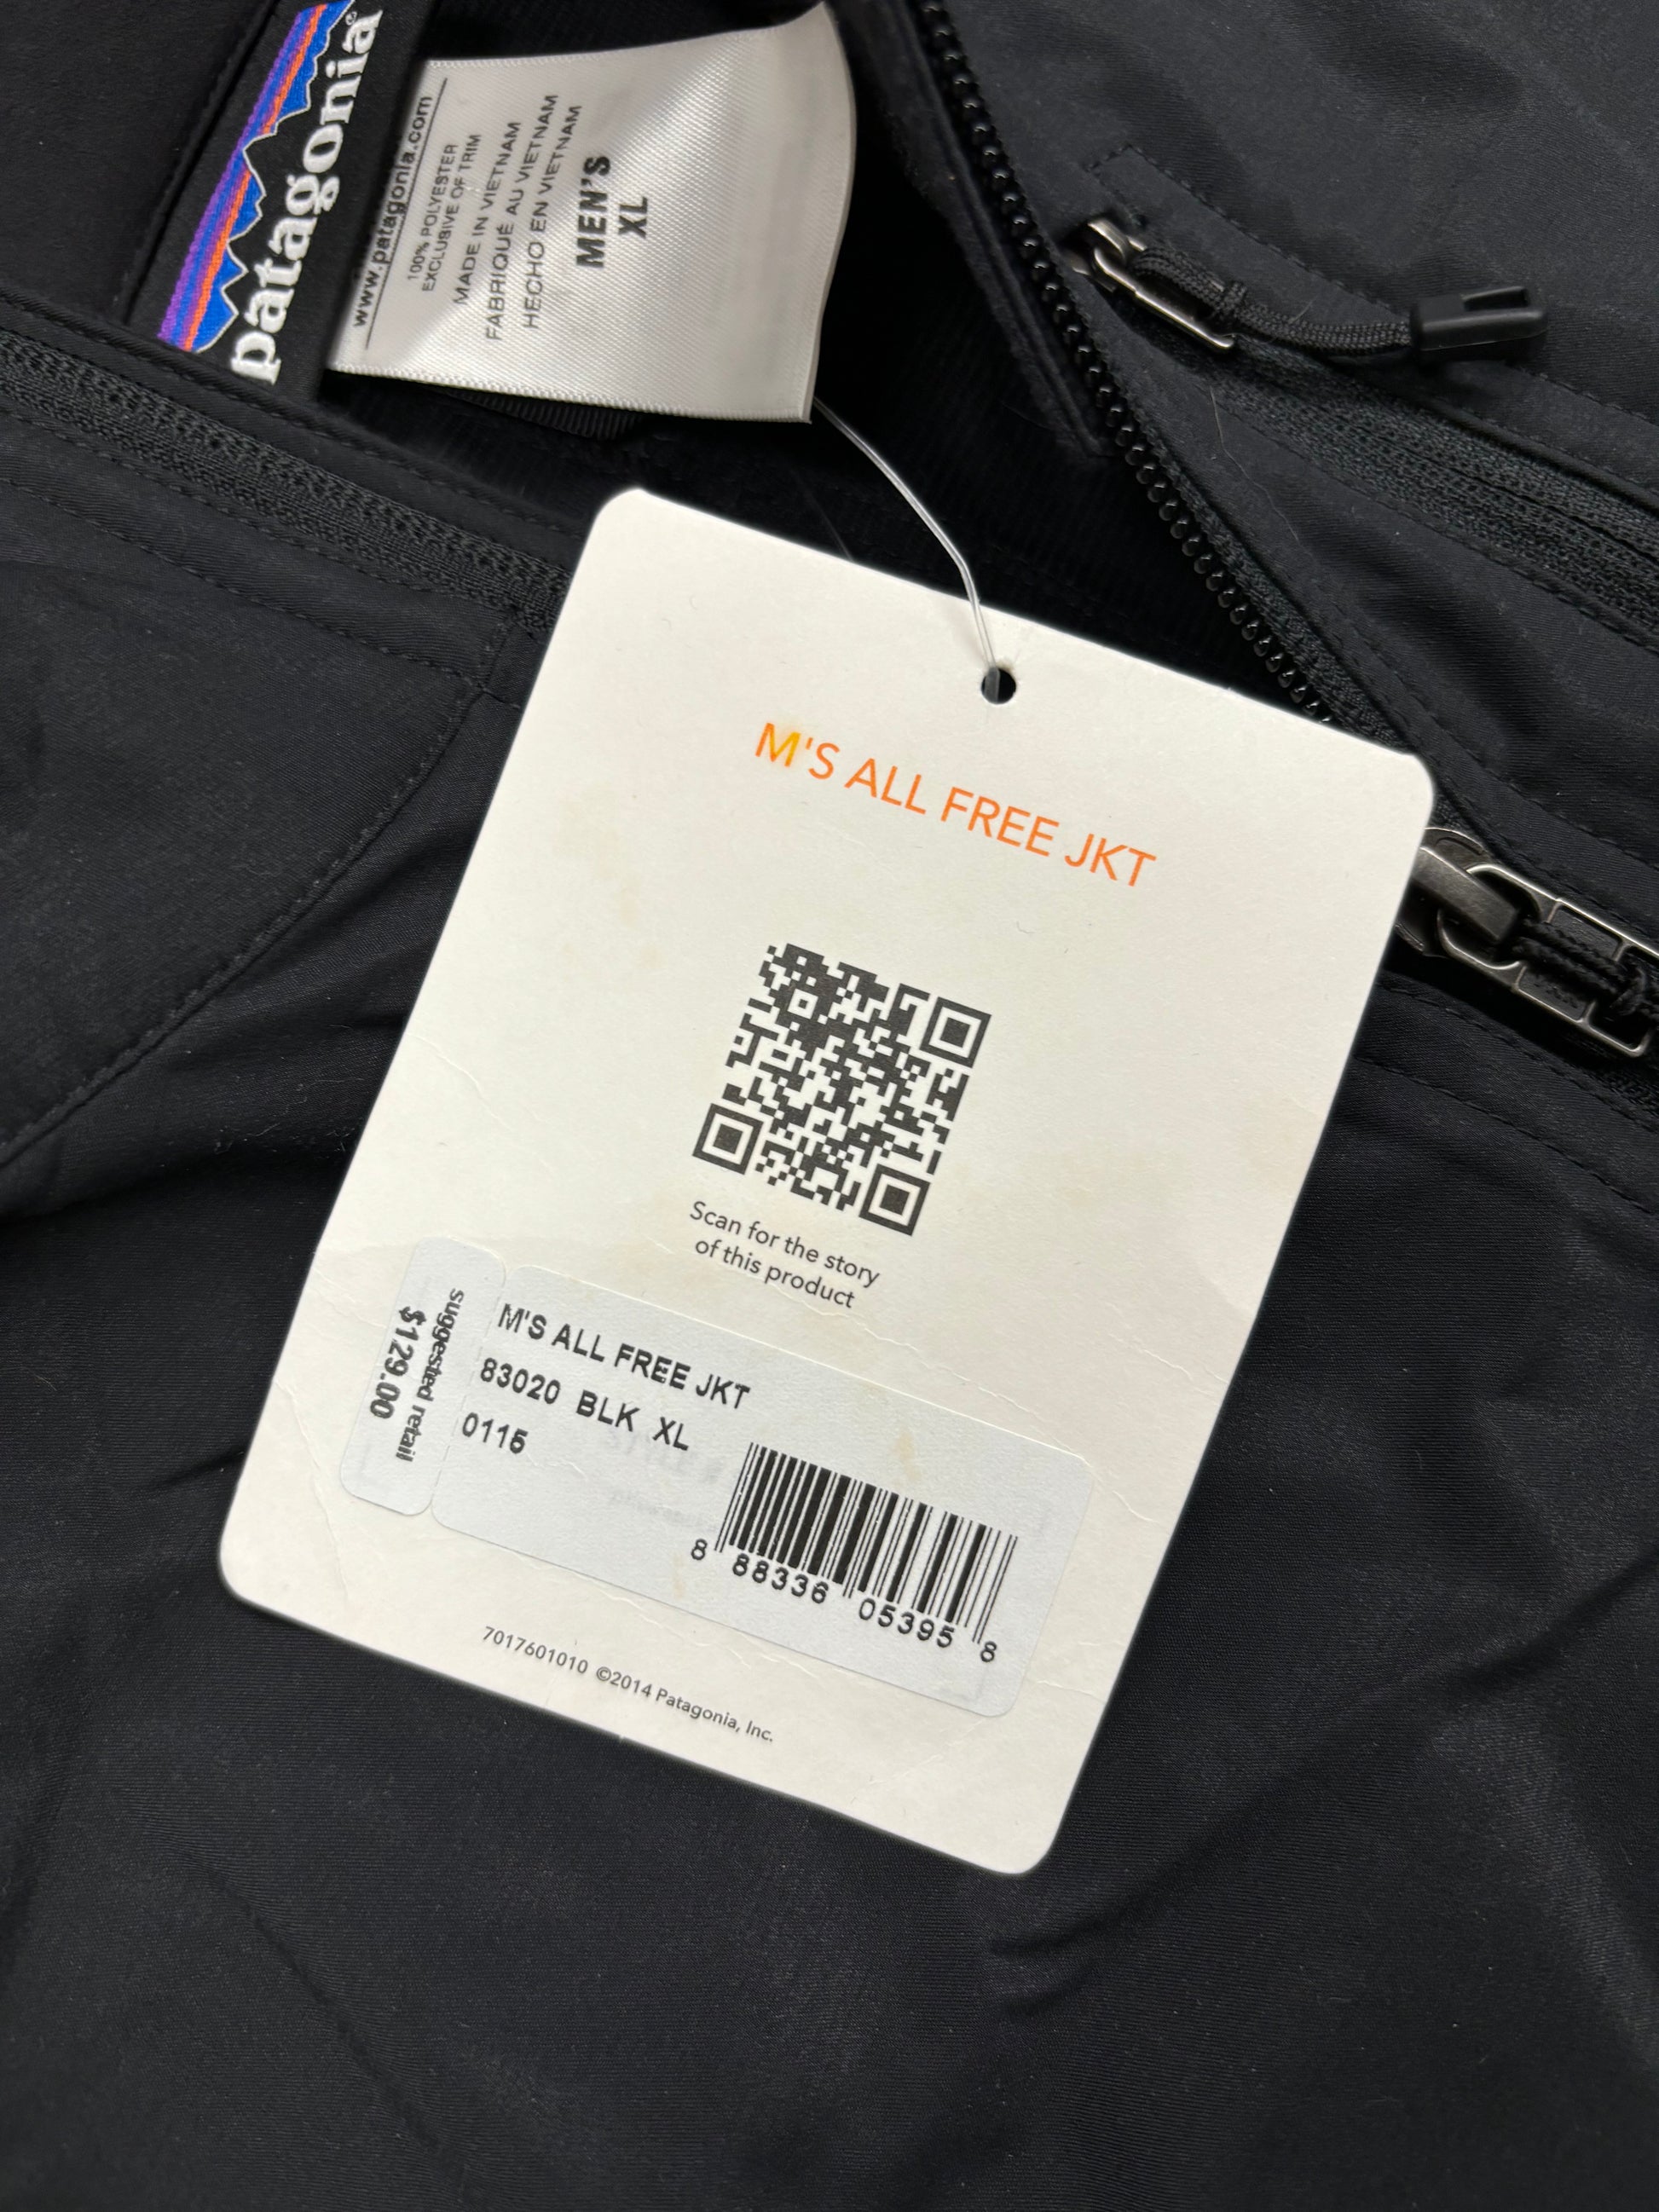 patagonia®
www.patagonia.com
100% POLYESTER
EXCLUSIVE OF TRIM
MADE IN VIETNAM
FABRIQUÉ AU VIETNAM
HECHO EN VIETNAM
MEN'S
XL
M'S ALL FREE JKT
Scan for the story
of this product
suggested retail
$129.00
M'S ALL FREE JKT
83020 BLK XL
0115
8 88336 05395 8
7017601010 ©2014 Patagonia, Inc.